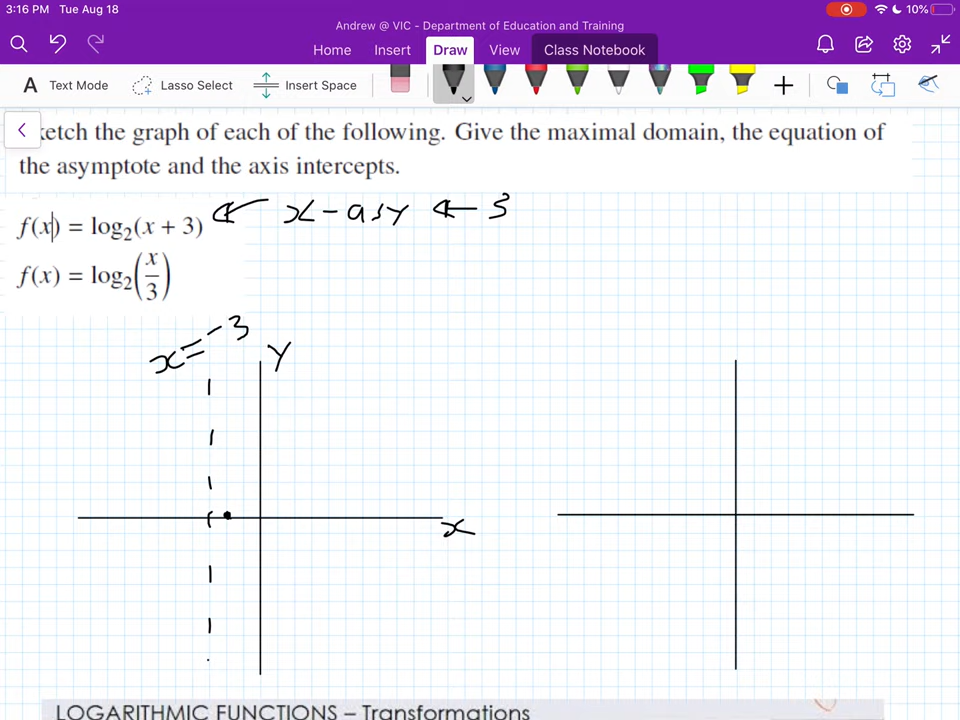 3:16 PM Tue Aug 18
10%
Andrew @ VIC - Department of Education and Training
Home Insert Draw View Class Notebook
A Text Mode Lasso Select Insert Space
ketch the graph of each of the following. Give the maximal domain, the equation of
the asymptote and the axis intercepts.
f(x) = log₂(x + 3) ← x-asy ← 3
f(x) = log₂(x/3)
x = -3
Y
x
LOGARITHMIC FUNCTIONS – Transformations